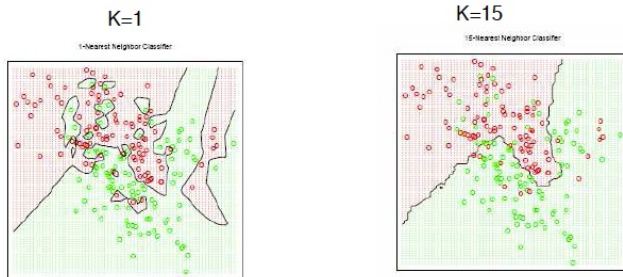 K=1
1-Nearest Neighbor Classifier
K=15
15-Nearest Neighbor Classifier